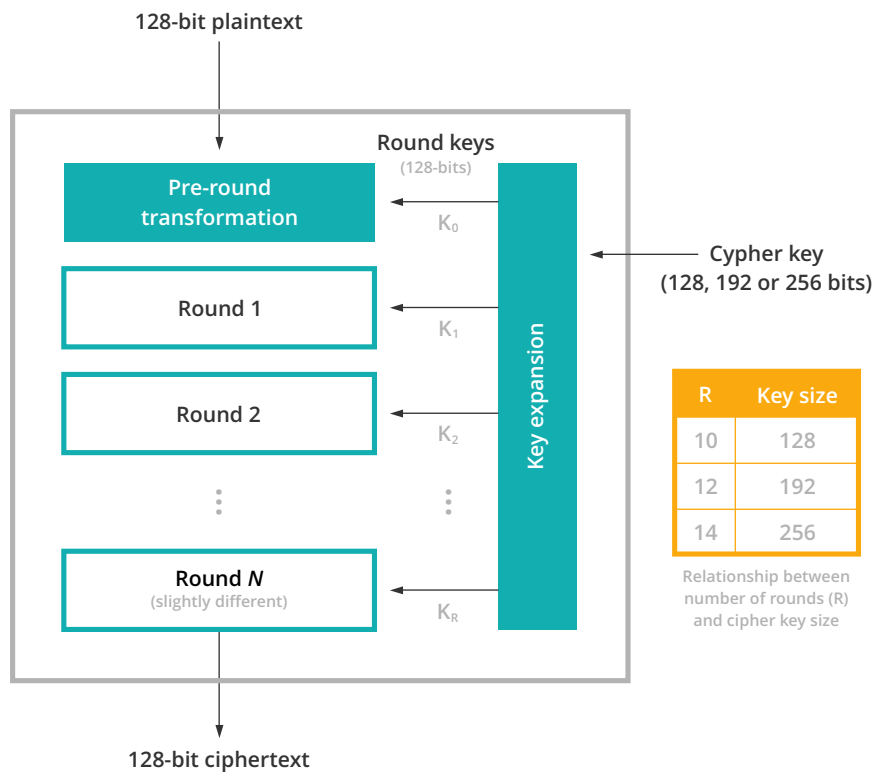 128-bit plaintext
Round keys
(128-bits)
Pre-round
transformation
K₀
Cypher key
(128, 192 or 256 bits)
Round 1
K₁
Key expansion
Round 2
K₂
R Key size
10 128
12 192
14 256
Relationship between
number of rounds (R)
and cipher key size
Round N
(slightly different)
Kᵣ
128-bit ciphertext